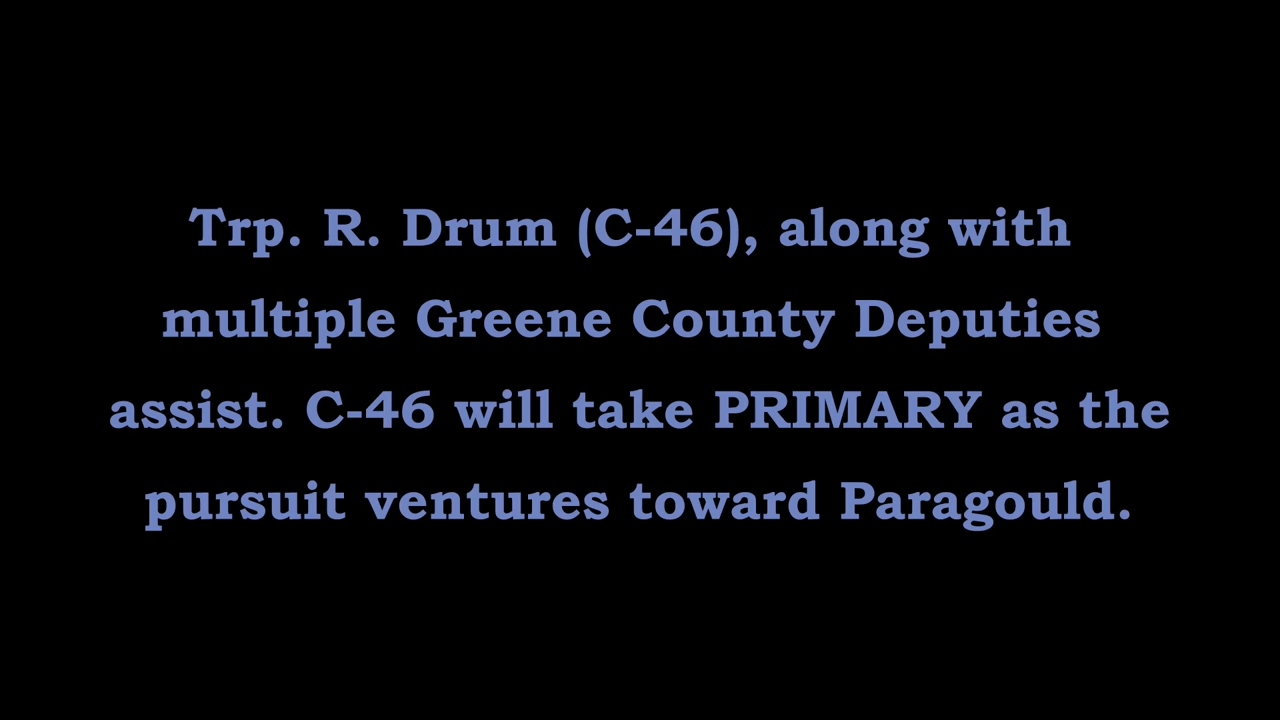 Trp. R. Drum (C-46), along with
multiple Greene County Deputies
assist. C-46 will take PRIMARY as the
pursuit ventures toward Paragould.